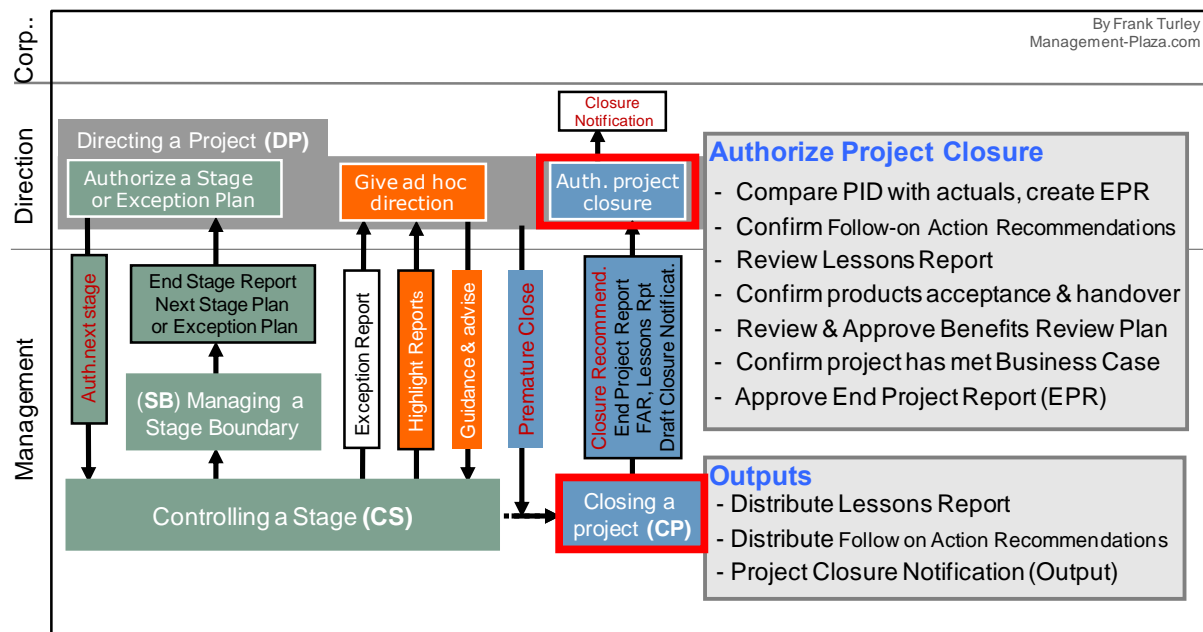 By Frank Turley
Management-Plaza.com
Corp..
Direction
Management
Closure
Notification
Directing a Project (DP)
Authorize a Stage
or Exception Plan
Give ad hoc
direction
Auth. project
closure
Auth.next stage
End Stage Report
Next Stage Plan
or Exception Plan
(SB) Managing a
Stage Boundary
Exception Report
Highlight Reports
Guidance & advise
Premature Close
Closure Recommend.
End Project Report
FAR, Lessons Rpt
Draft Closure Notificat.
Controlling a Stage (CS)
Closing a
project (CP)
Authorize Project Closure
- Compare PID with actuals, create EPR
- Confirm Follow-on Action Recommendations
- Review Lessons Report
- Confirm products acceptance & handover
- Review & Approve Benefits Review Plan
- Confirm project has met Business Case
- Approve End Project Report (EPR)
Outputs
- Distribute Lessons Report
- Distribute Follow on Action Recommendations
- Project Closure Notification (Output)